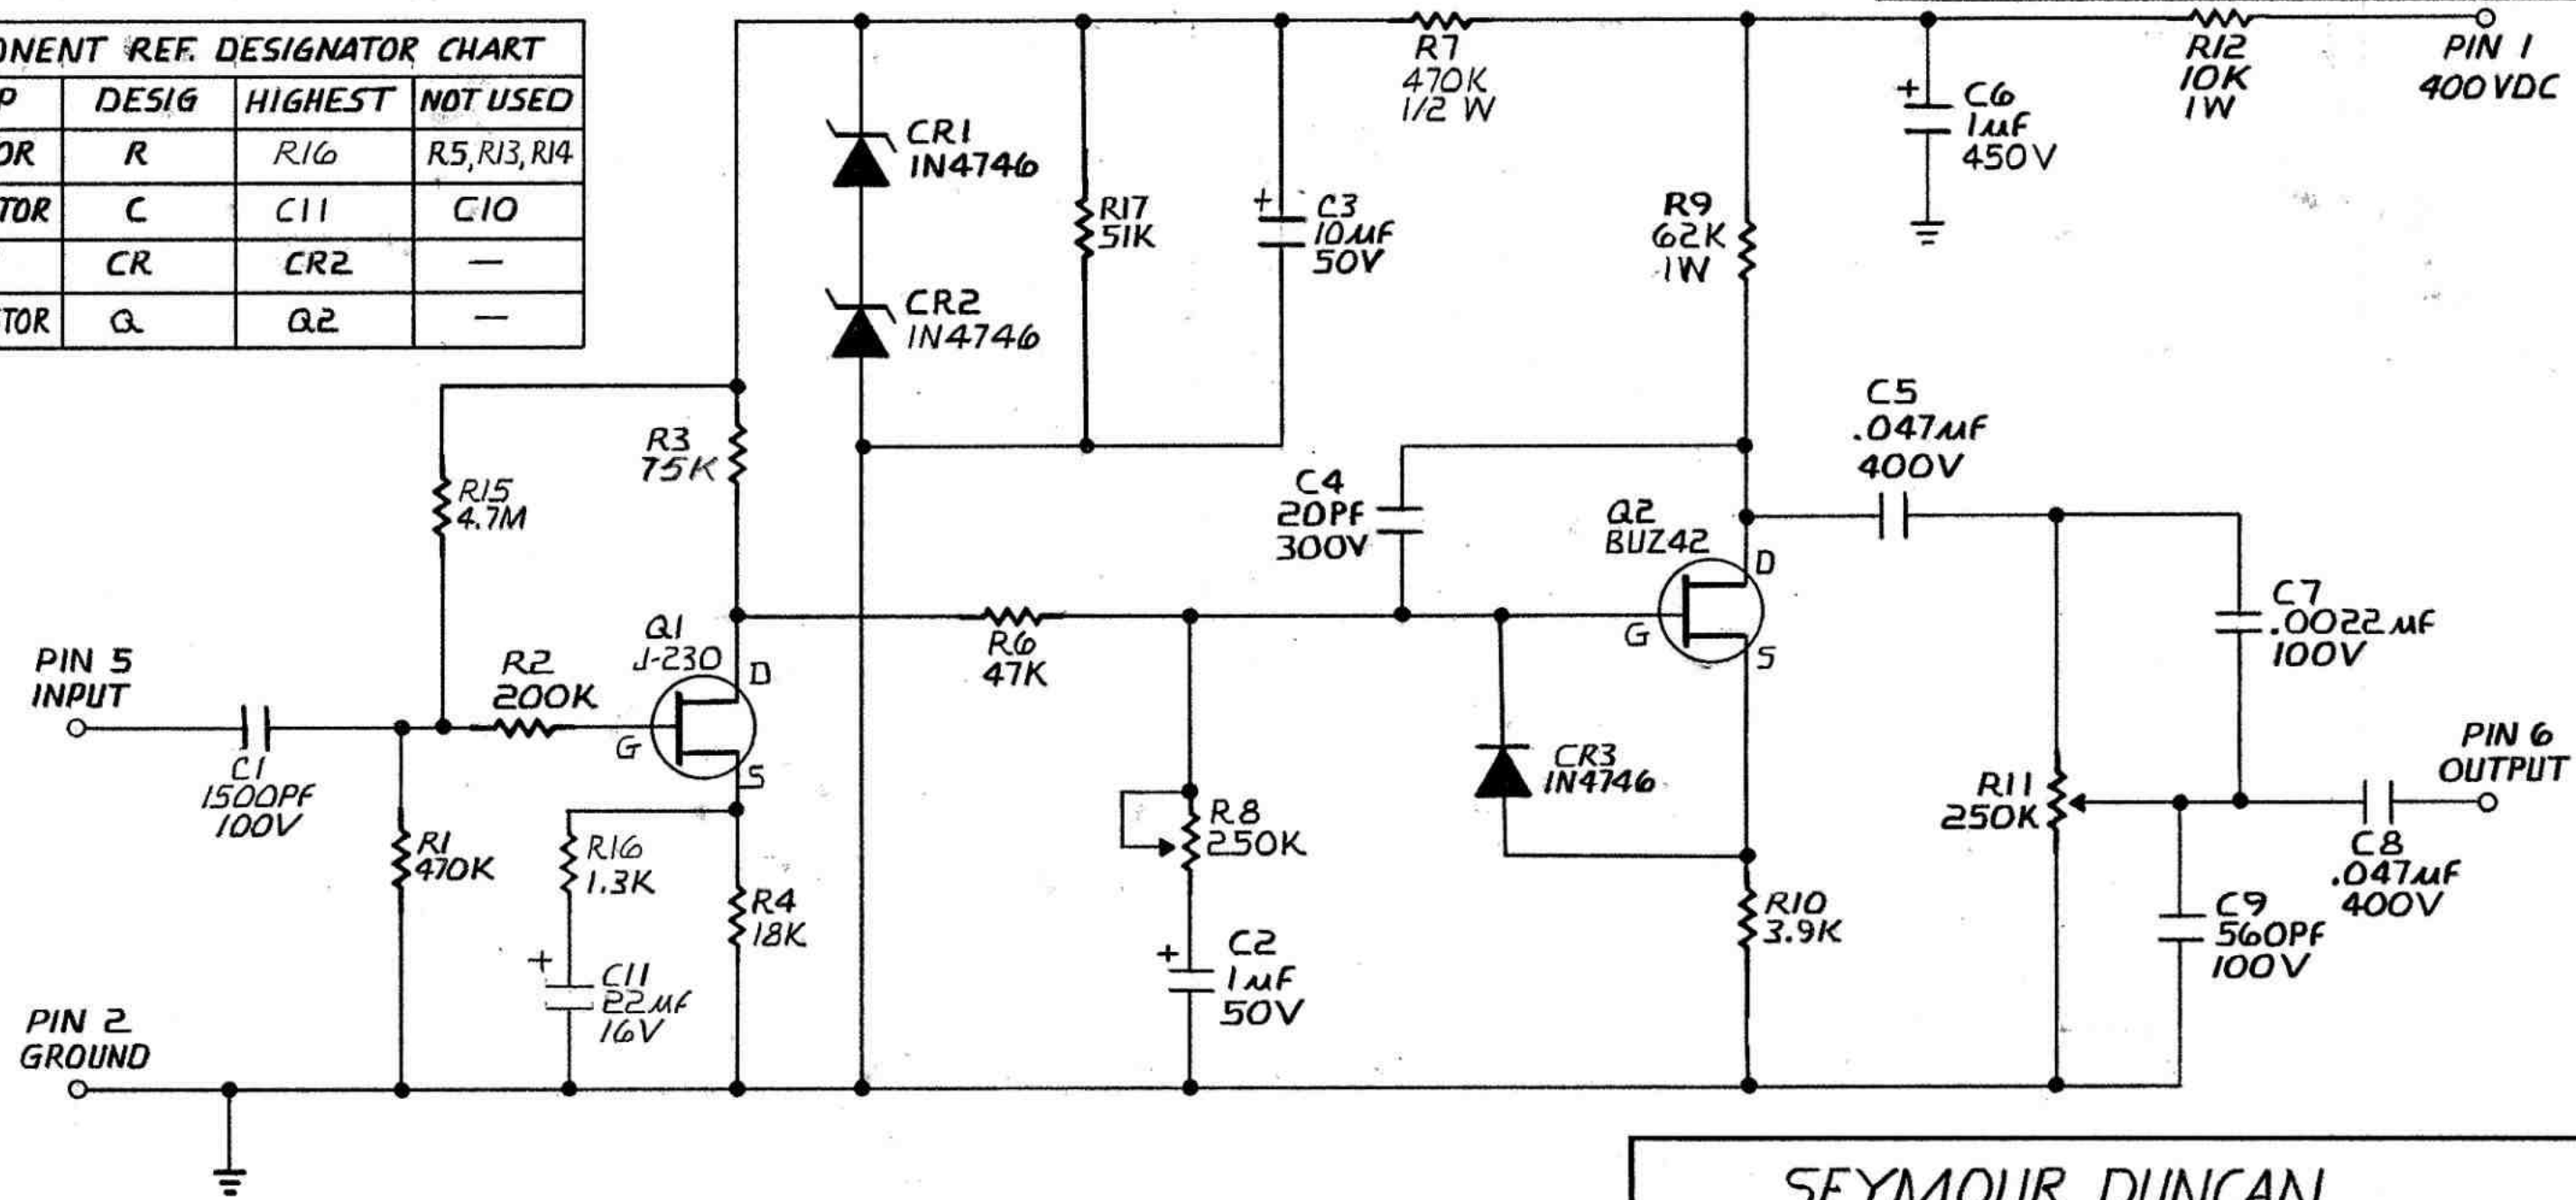 ONENT REF. DESIGNATOR CHART
P DESIG HIGHEST NOT USED
OR R R16 R5, R13, R14
TOR C C11 C10
CR CR2 —
TOR Q Q2 —
CR1
1N4746
CR2
1N4746
R17
51K
+ C3
10µF
50V
R7
470K
1/2 W
R9
62K
1W
+ C6
1µF
450V
R12
10K
1W
PIN 1
400VDC
R15
4.7M
R3
75K
C4
20PF
300V
Q2
BUZ42
D
G
S
C5
.047µF
400V
C7
.0022µF
100V
PIN 5
INPUT
C1
1500PF
100V
R2
200K
Q1
J-230
D
G
S
R6
47K
R1
470K
R16
1.3K
R4
18K
+ C11
22µF
16V
R8
250K
+ C2
1µF
50V
CR3
1N4746
R10
3.9K
R11
250K
C9
560PF
100V
C8
.047µF
400V
PIN 6
OUTPUT
PIN 2
GROUND
SEYMOUR DUNCAN